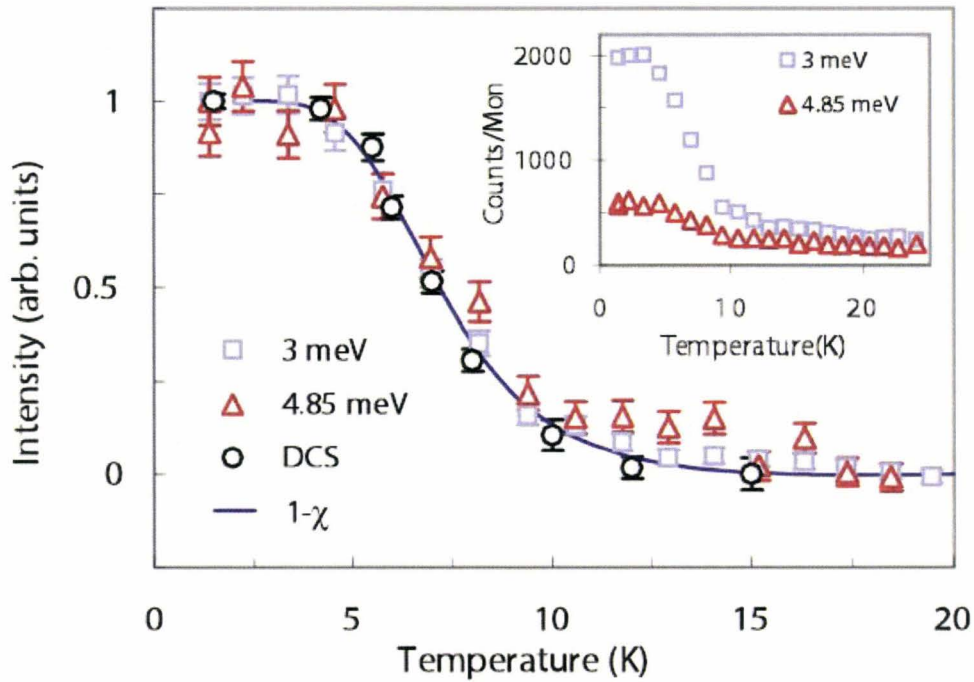 2000
1000
0
Counts/Mon
3 meV
4.85 meV
0
10
20
Temperature(K)
1
0.5
0
Intensity (arb. units)
3 meV
4.85 meV
DCS
1-χ
0
5
10
15
20
Temperature (K)